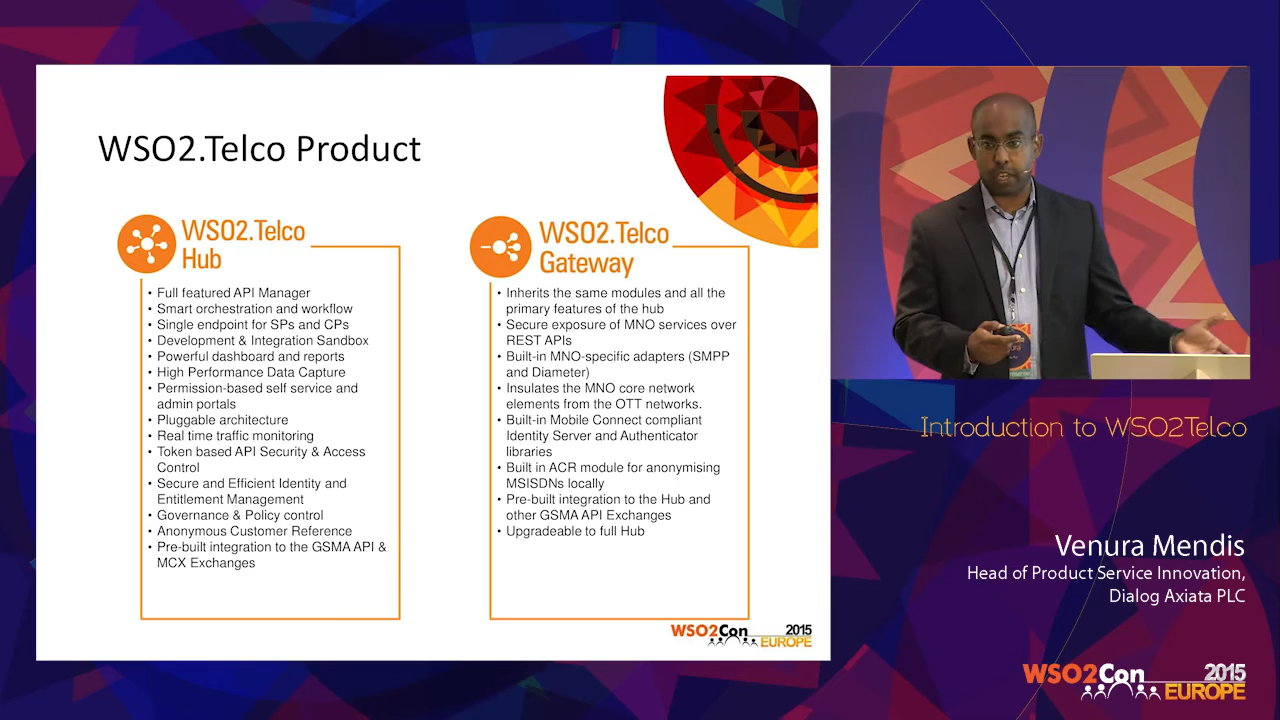 WSO2.Telco Product
WSO2.Telco
Hub
• Full featured API Manager
• Smart orchestration and workflow
• Single endpoint for SPs and CPs
• Development & Integration Sandbox
• Powerful dashboard and reports
• High Performance Data Capture
• Permission-based self service and
admin portals
• Pluggable architecture
• Real time traffic monitoring
• Token based API Security & Access
Control
• Secure and Efficient Identity and
Entitlement Management
• Governance & Policy control
• Anonymous Customer Reference
• Pre-built integration to the GSMA API &
MCX Exchanges
WSO2.Telco
Gateway
• Inherits the same modules and all the
primary features of the hub
• Secure exposure of MNO services over
REST APIs
• Built-in MNO-specific adapters (SMPP
and Diameter)
• Insulates the MNO core network
elements from the OTT networks.
• Built-in Mobile Connect compliant
Identity Server and Authenticator
libraries
• Built in ACR module for anonymising
MSISDNs locally
• Pre-built integration to the Hub and
other GSMA API Exchanges
• Upgradeable to full Hub
WSO2Con 2015
EUROPE
Introduction to WSO2Telco
Venura Mendis
Head of Product Service Innovation,
Dialog Axiata PLC
WSO2Con 2015
EUROPE